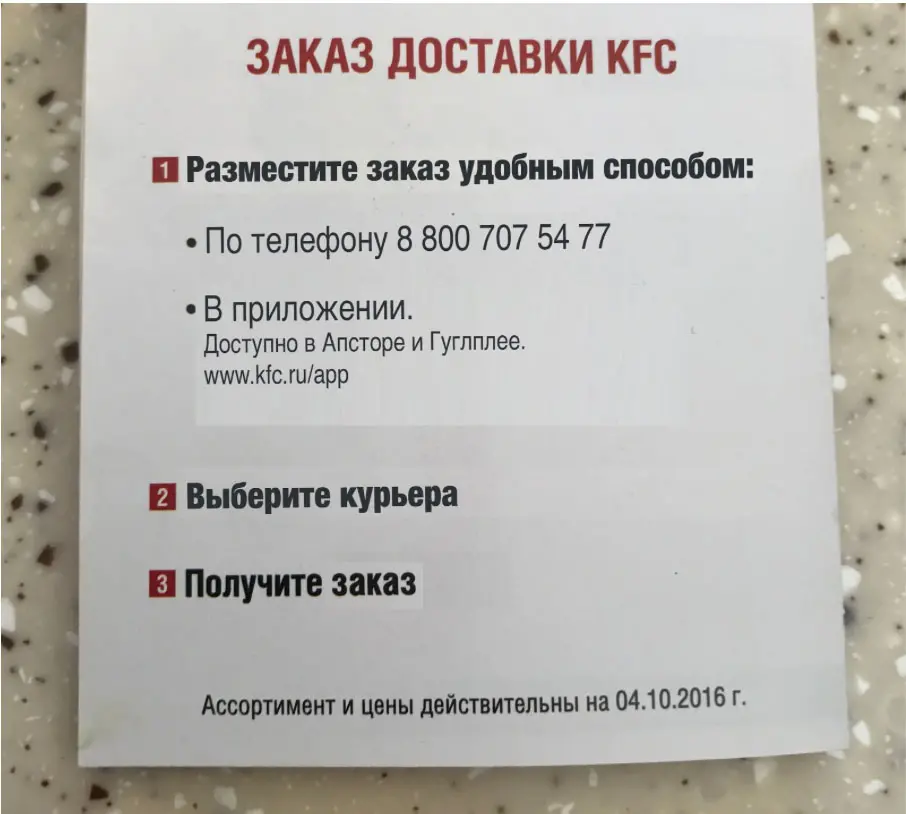 ЗАКАЗ ДОСТАВКИ KFC
1 Разместите заказ удобным способом:
• По телефону 8 800 707 54 77
• В приложении.
Доступно в Апсторе и Гуглплее.
www.kfc.ru/app
2 Выберите курьера
3 Получите заказ
Ассортимент и цены действительны на 04.10.2016 г.